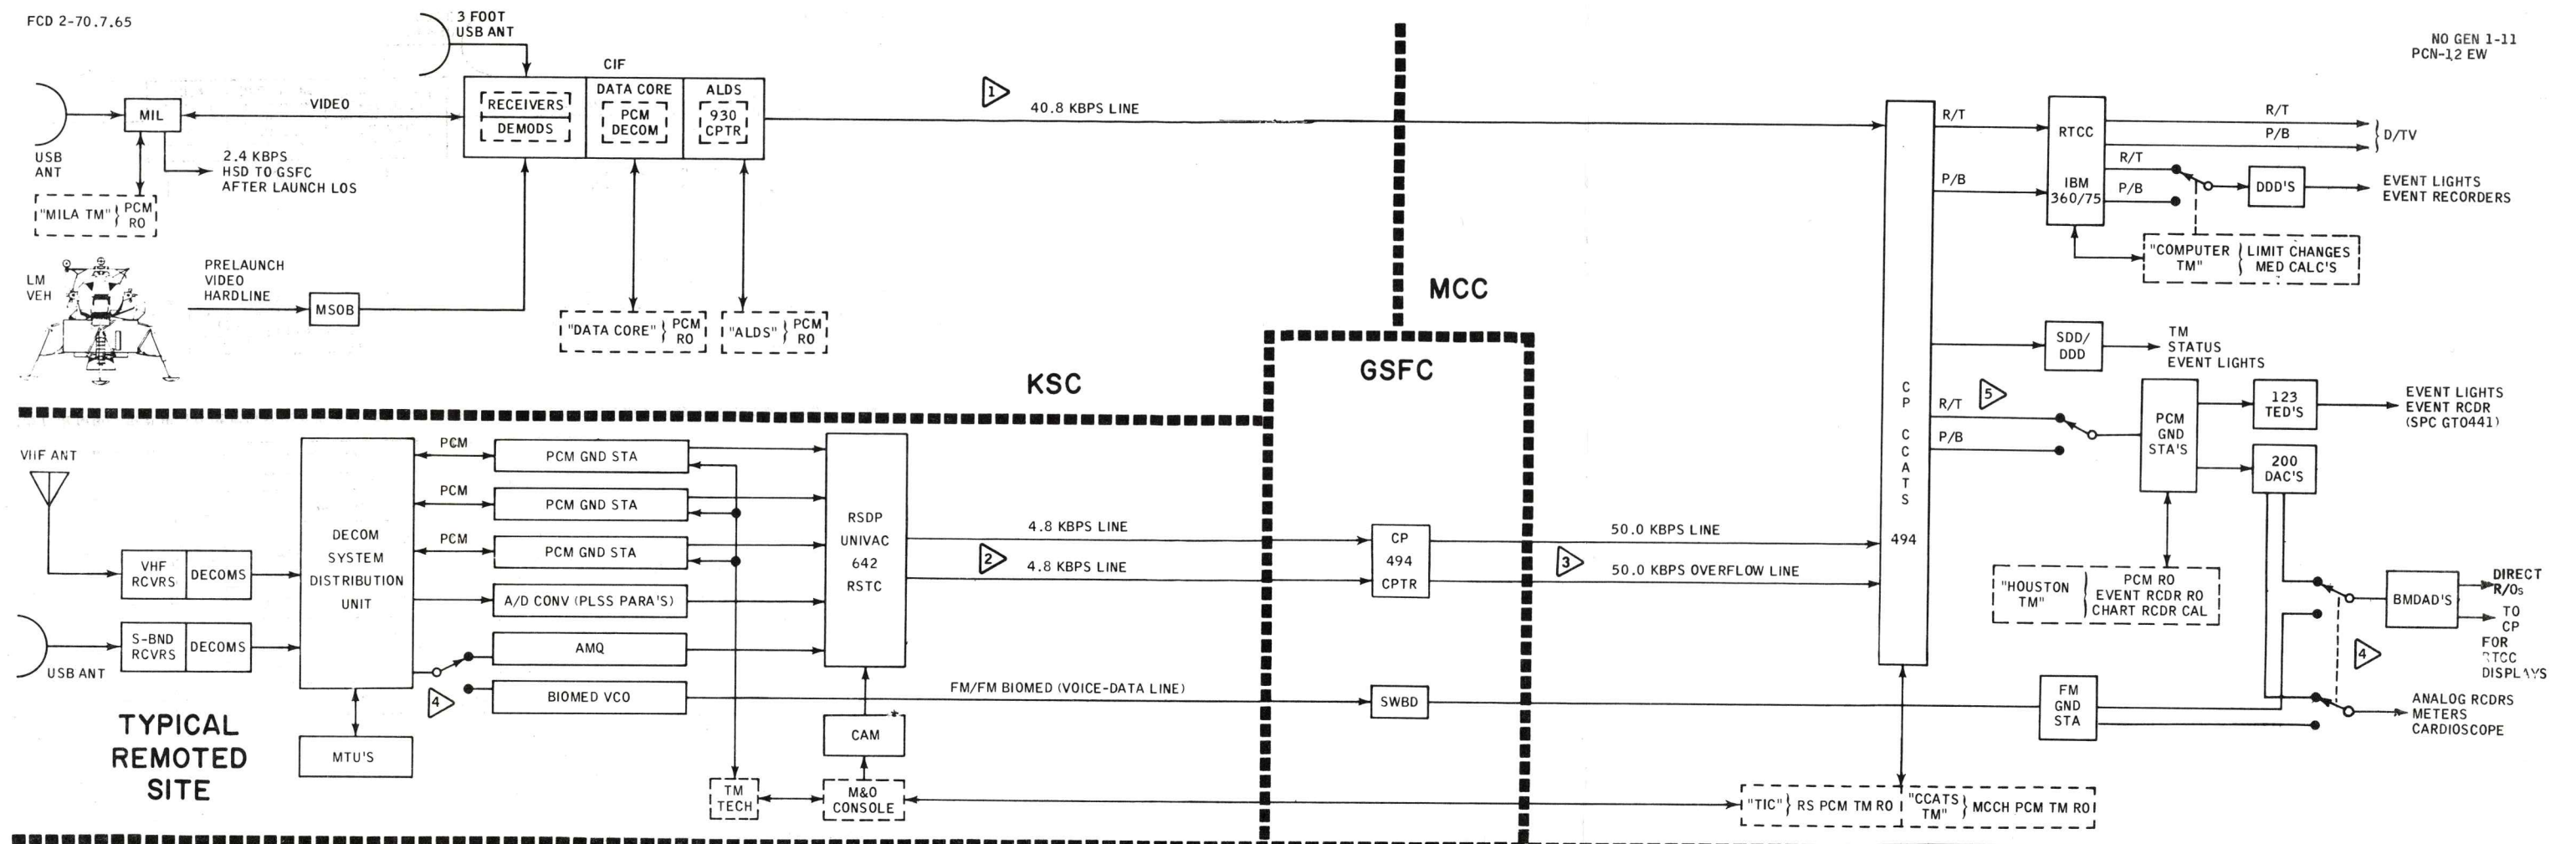 FCD 2-70.7.65
3 FOOT
USB ANT
NO GEN 1-11
PCN-12 EW
CIF
MIL
VIDEO
RECEIVERS
DEMODS
DATA CORE
PCM
DECOM
ALDS
930
CPTR
1
40.8 KBPS LINE
USB
ANT
2.4 KBPS
HSD TO GSFC
AFTER LAUNCH LOS
"MILA TM" } PCM
RO
LM
VEH
PRELAUNCH
VIDEO
HARDLINE
MSOB
"DATA CORE" } PCM
RO
"ALDS" } PCM
RO
KSC
MCC
GSFC
R/T
P/B
RTCC
IBM
360/75
R/T
P/B
} D/TV
R/T
P/B
DDD'S
EVENT LIGHTS
EVENT RECORDERS
"COMPUTER
TM" } LIMIT CHANGES
MED CALC'S
SDD/
DDD
TM
STATUS
EVENT LIGHTS
CP CCATS
494
R/T
P/B
5
PCM
GND
STA'S
123
TED'S
EVENT LIGHTS
EVENT RCDR
(SPC GT0441)
200
DAC'S
"HOUSTON
TM" } PCM RO
EVENT RCDR RO
CHART RCDR CAL
BMDAD'S
DIRECT
R/Os
TO
CP
FOR
RTCC
DISPLAYS
4
FM
GND
STA
ANALOG RCDRS
METERS
CARDIOSCOPE
VHF ANT
VHF
RCVRS
DECOMS
S-BND
RCVRS
DECOMS
USB ANT
DECOM
SYSTEM
DISTRIBUTION
UNIT
MTU'S
PCM
PCM GND STA
PCM
PCM GND STA
PCM
PCM GND STA
A/D CONV (PLSS PARA'S)
AMQ
BIOMED VCO
4
RSDP
UNIVAC
642
RSTC
4.8 KBPS LINE
2
4.8 KBPS LINE
CP
494
CPTR
50.0 KBPS LINE
3
50.0 KBPS OVERFLOW LINE
FM/FM BIOMED (VOICE-DATA LINE)
SWBD
CAM *
TM
TECH
M&O
CONSOLE
"TIC" } RS PCM TM RO
"CCATS
TM" } MCCH PCM TM RO
TYPICAL
REMOTED
SITE